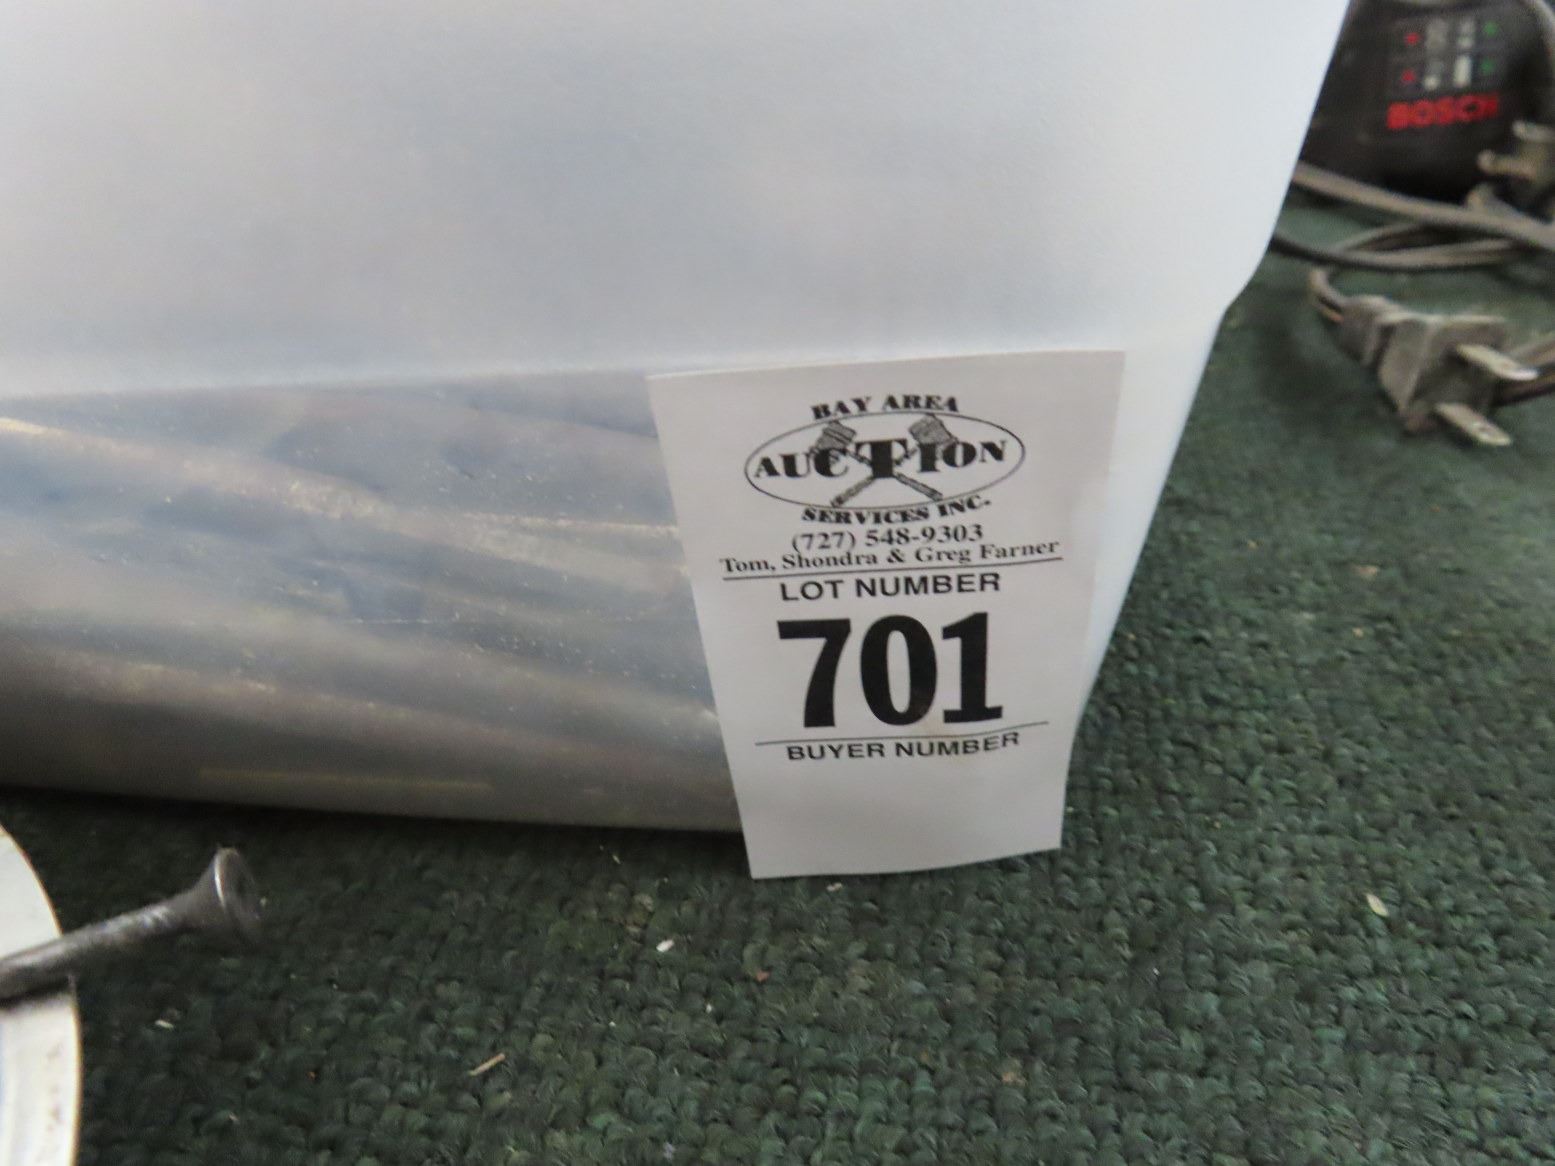 BOSCH
BAY AREA
AUCTION
SERVICES INC.
(727) 548-9303
Tom, Shondra & Greg Farner
LOT NUMBER
701
BUYER NUMBER